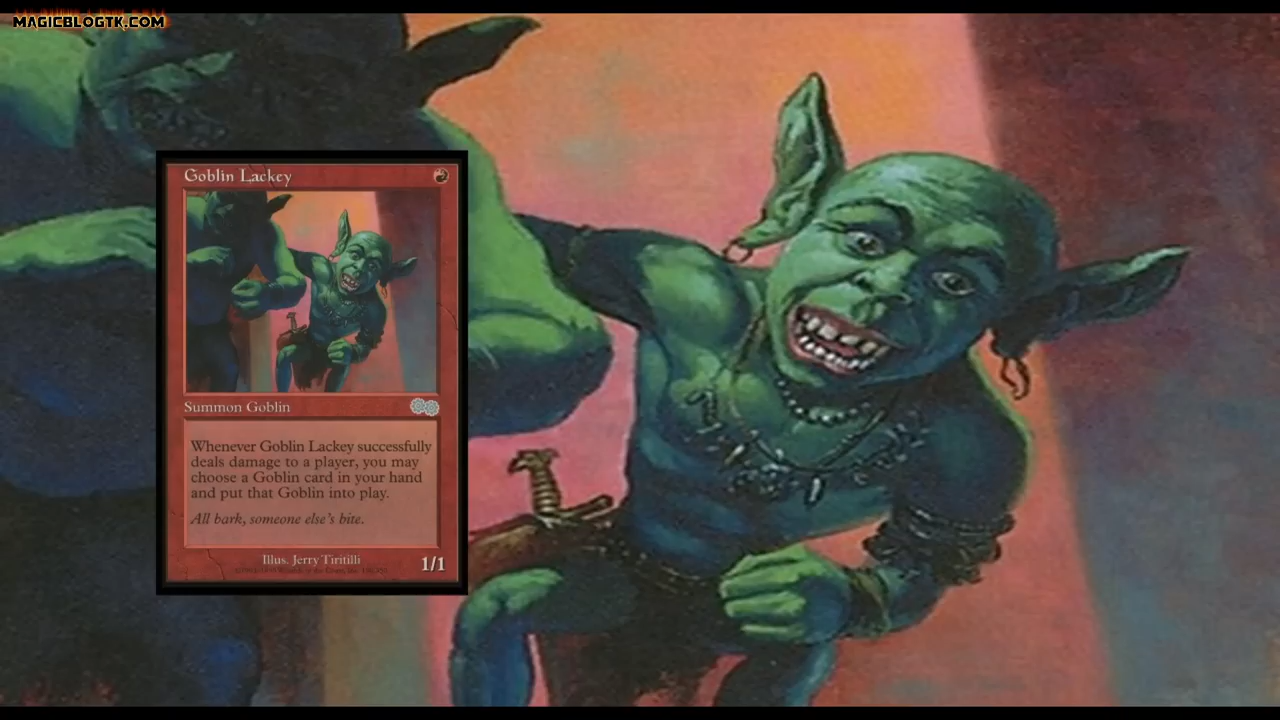 MAGICBLOGTK.COM
Goblin Lackey
Summon Goblin
Whenever Goblin Lackey successfully
deals damage to a player, you may
choose a Goblin card in your hand
and put that Goblin into play.
All bark, someone else's bite.
Illus. Jerry Tiritilli
1/1